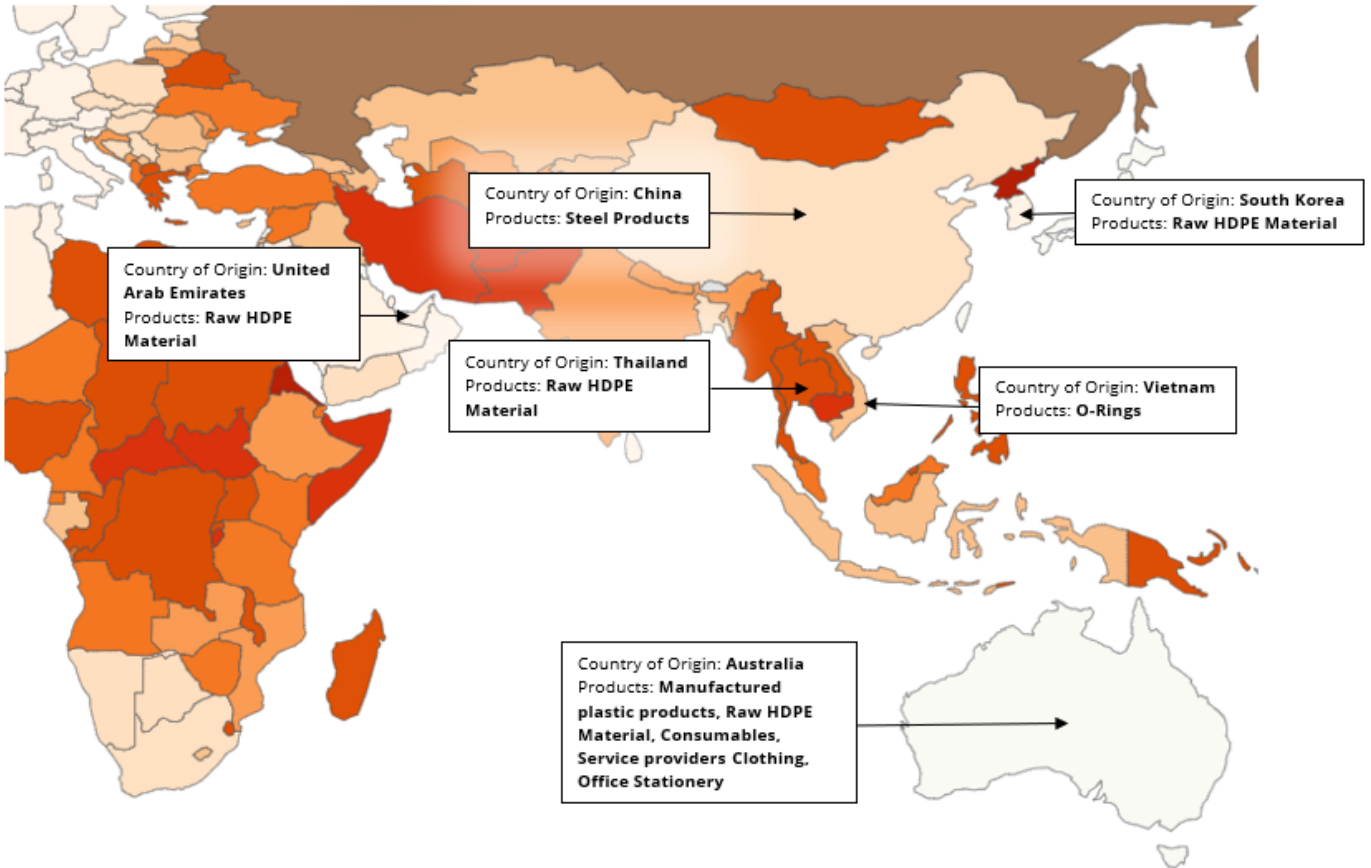 Country of Origin: China
Products: Steel Products
Country of Origin: South Korea
Products: Raw HDPE Material
Country of Origin: United
Arab Emirates
Products: Raw HDPE
Material
Country of Origin: Thailand
Products: Raw HDPE
Material
Country of Origin: Vietnam
Products: O-Rings
Country of Origin: Australia
Products: Manufactured
plastic products, Raw HDPE
Material, Consumables,
Service providers Clothing,
Office Stationery